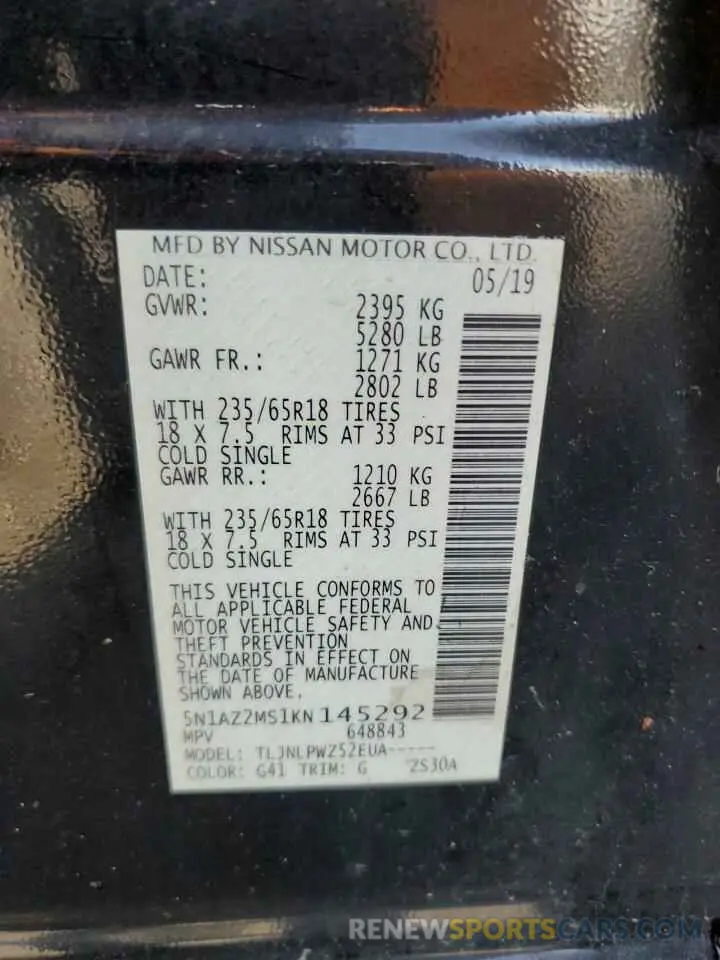 MFD BY NISSAN MOTOR CO., LTD.
DATE: 05/19
GVWR: 2395 KG
5280 LB
GAWR FR.: 1271 KG
2802 LB
WITH 235/65R18 TIRES
18 X 7.5 RIMS AT 33 PSI
COLD SINGLE
GAWR RR.: 1210 KG
2667 LB
WITH 235/65R18 TIRES
18 X 7.5 RIMS AT 33 PSI
COLD SINGLE
THIS VEHICLE CONFORMS TO
ALL APPLICABLE FEDERAL
MOTOR VEHICLE SAFETY AND
THEFT PREVENTION
STANDARDS IN EFFECT ON
THE DATE OF MANUFACTURE
SHOWN ABOVE.
5N1AZ2MS1KN145292
MPV 648843
MODEL: TLJNLPWZ52EUA-----
COLOR: G41 TRIM: G 2S30A
RENEWSPORTSCARS.COM